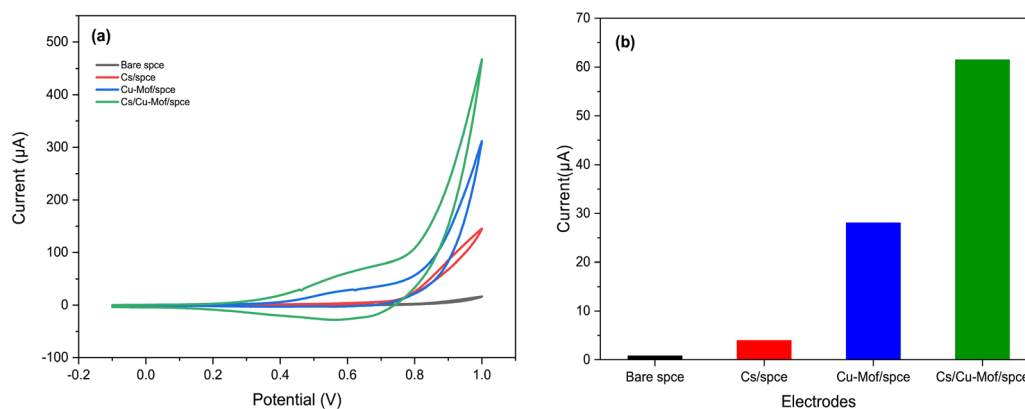 (a)
Bare spce
Cs/spce
Cu-Mof/spce
Cs/Cu-Mof/spce
500
400
300
200
100
0
-100
-0.2
0.0
0.2
0.4
0.6
0.8
1.0
Current (µA)
Potential (V)
(b)
70
60
50
40
30
20
10
0
Current(µA)
Bare spce
Cs/spce
Cu-Mof/spce
Cs/Cu-Mof/spce
Electrodes